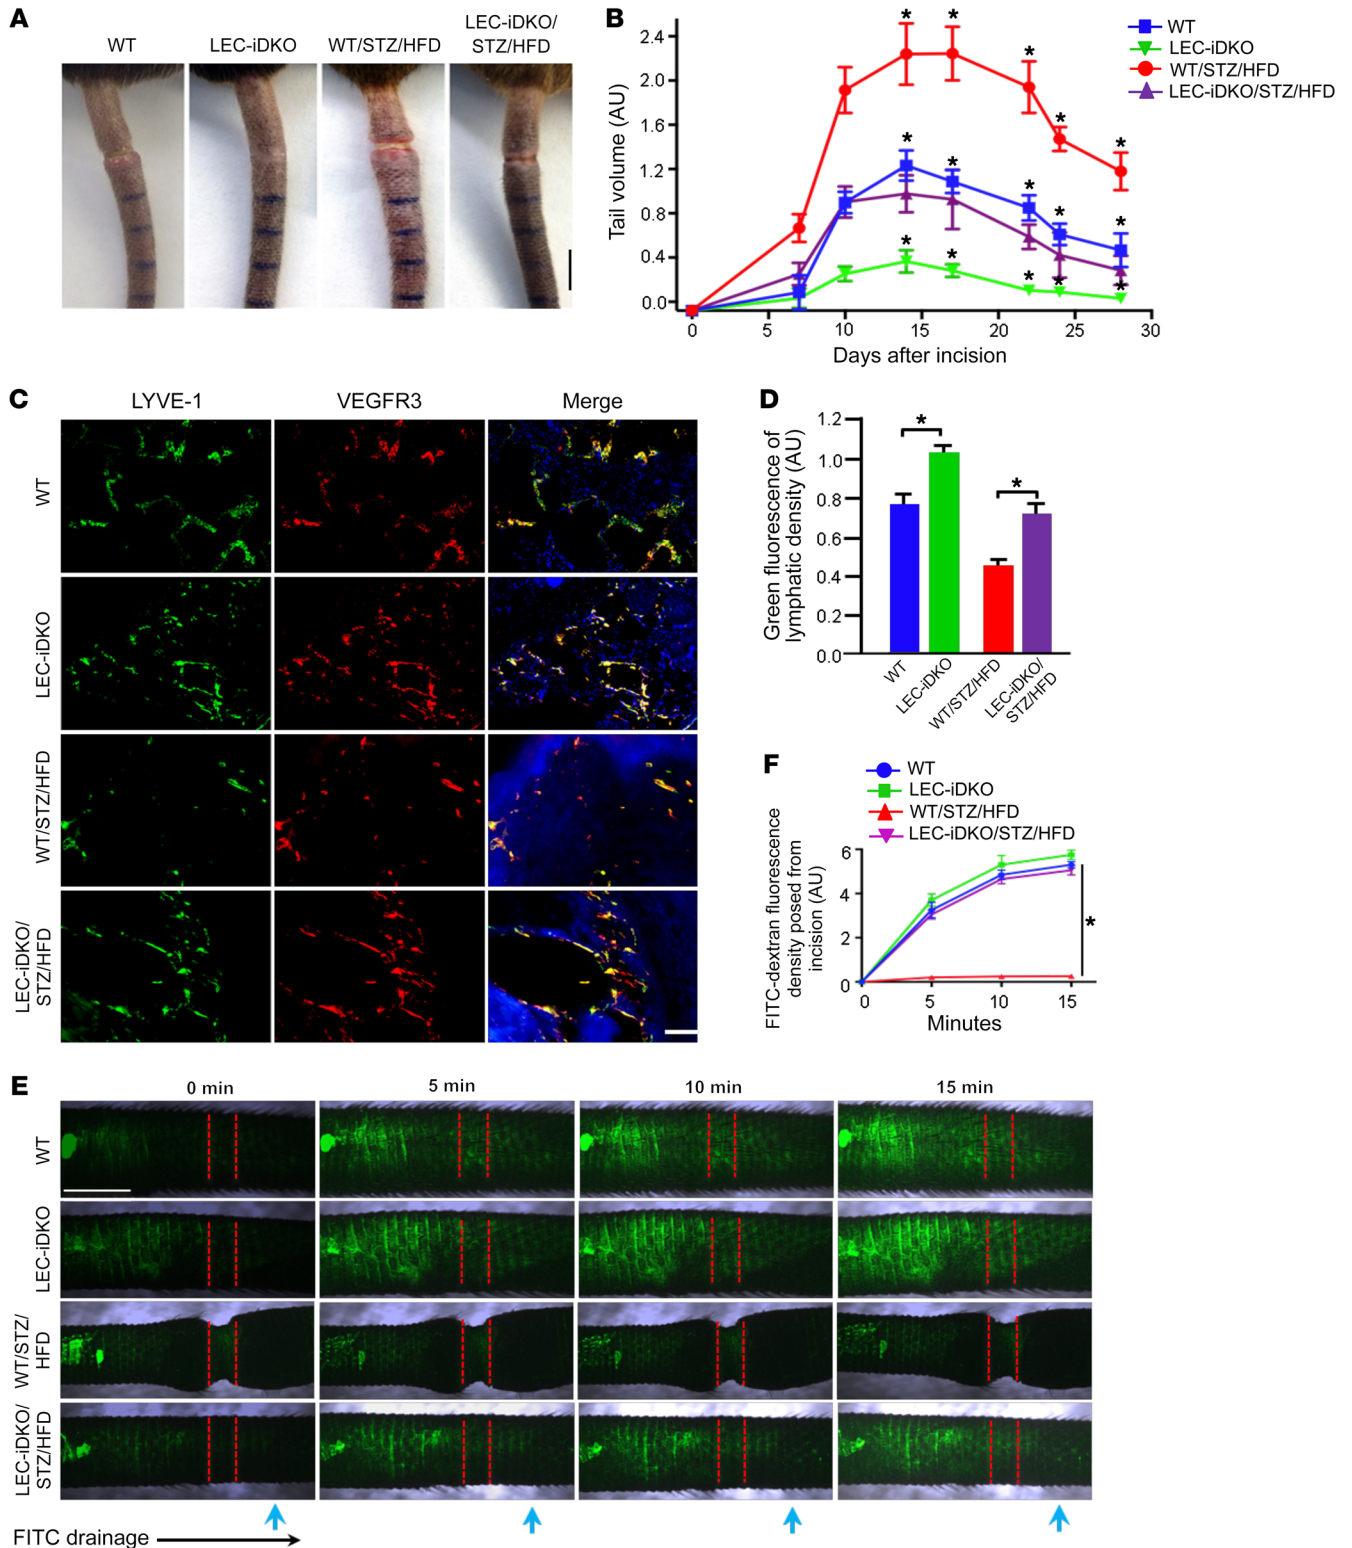 A
WT
LEC-iDKO
WT/STZ/HFD
LEC-iDKO/
STZ/HFD
B
Tail volume (AU)
2.4
2.0
1.6
1.2
0.8
0.4
0.0
0 5 10 15 20 25 30
Days after incision
* * * * *
* * * * *
* * * * *
WT
LEC-iDKO
WT/STZ/HFD
LEC-iDKO/STZ/HFD
C
LYVE-1 VEGFR3 Merge
WT
LEC-iDKO
WT/STZ/HFD
LEC-iDKO/
STZ/HFD
D
Green fluorescence of
lymphatic density (AU)
1.2
1.0
0.8
0.6
0.4
0.2
0.0
*
*
WT
LEC-iDKO
WT/STZ/HFD
LEC-iDKO/
STZ/HFD
F
WT
LEC-iDKO
WT/STZ/HFD
LEC-iDKO/STZ/HFD
FITC-dextran fluorescence
density posed from
incision (AU)
6
4
2
0
*
0 5 10 15
Minutes
E
0 min 5 min 10 min 15 min
WT
LEC-iDKO
WT/STZ/
HFD
LEC-iDKO/
STZ/HFD
FITC drainage